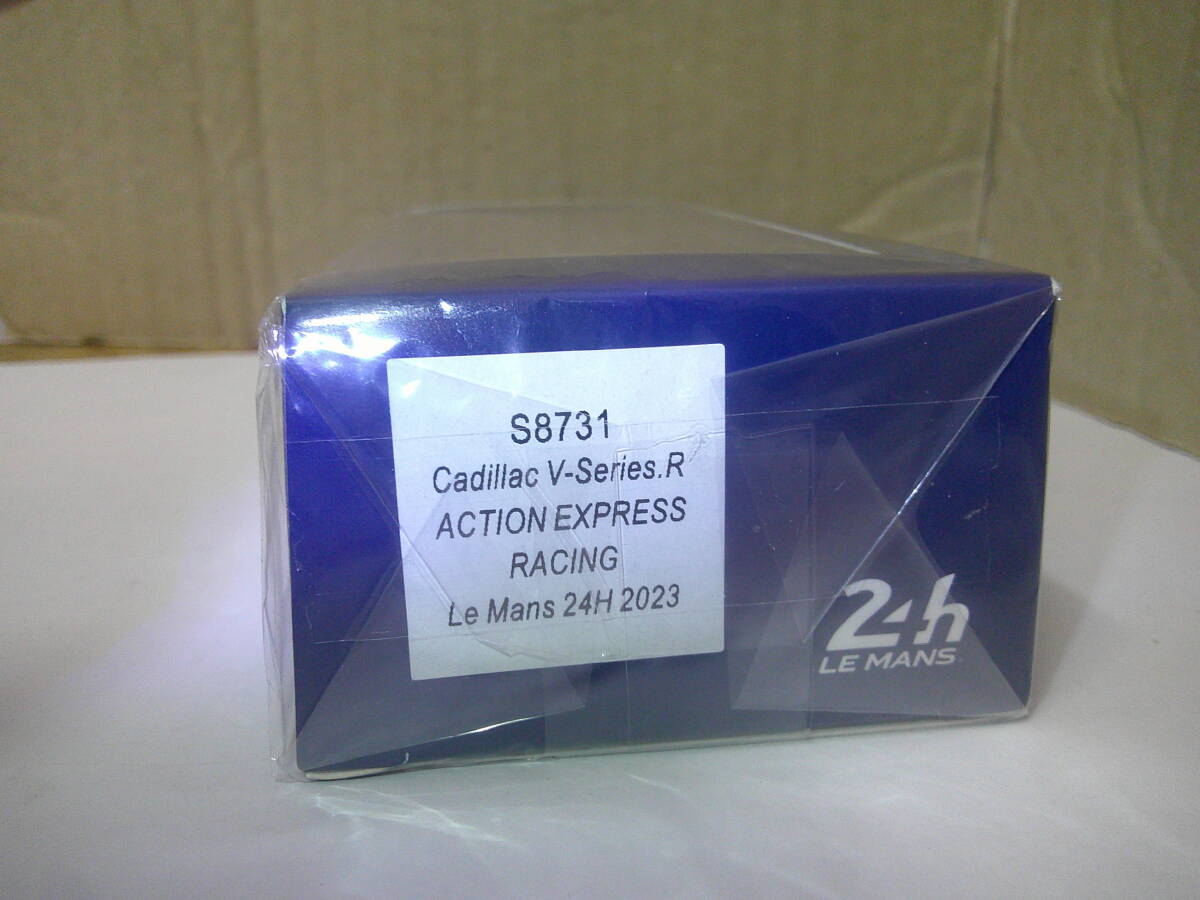 S8731
Cadillac V-Series.R
ACTION EXPRESS
RACING
Le Mans 24H 2023
24h
LE MANS